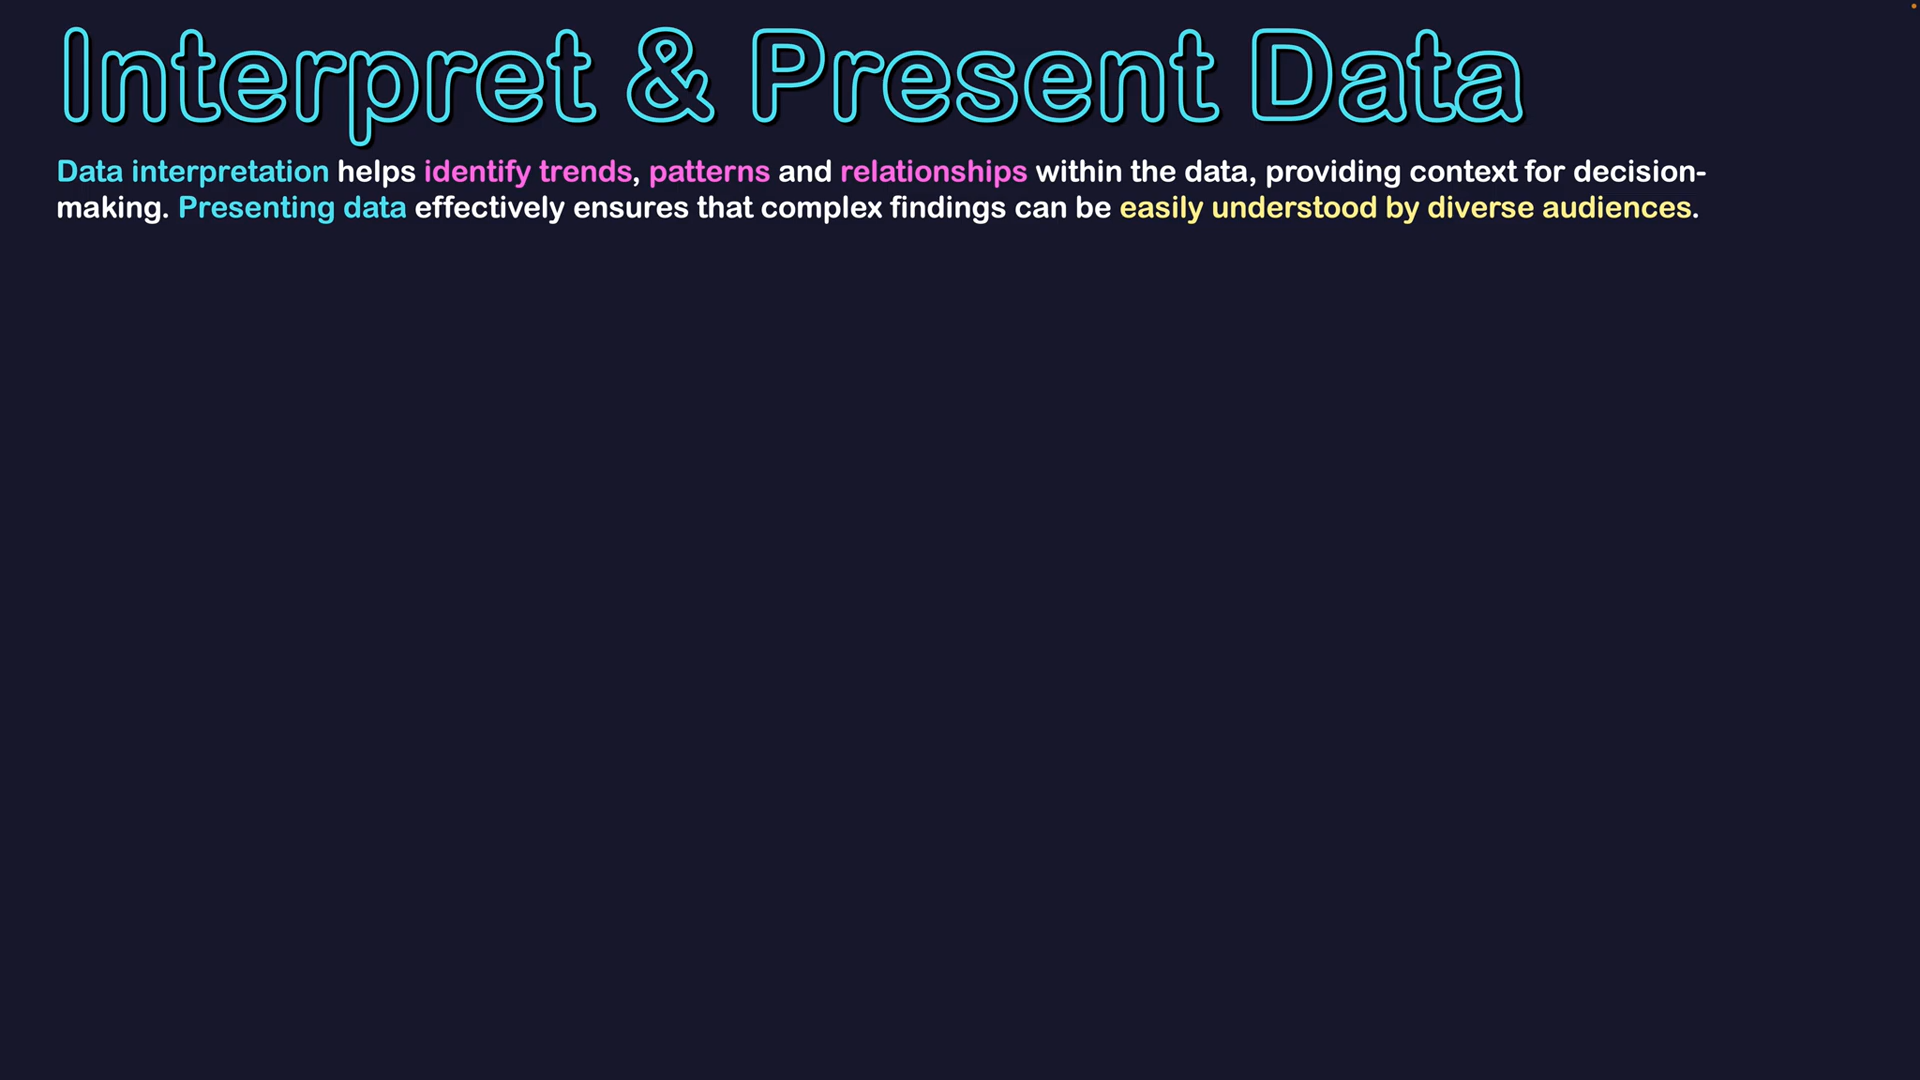 Interpret & Present Data
Data interpretation helps identify trends, patterns and relationships within the data, providing context for decision-
making. Presenting data effectively ensures that complex findings can be easily understood by diverse audiences.